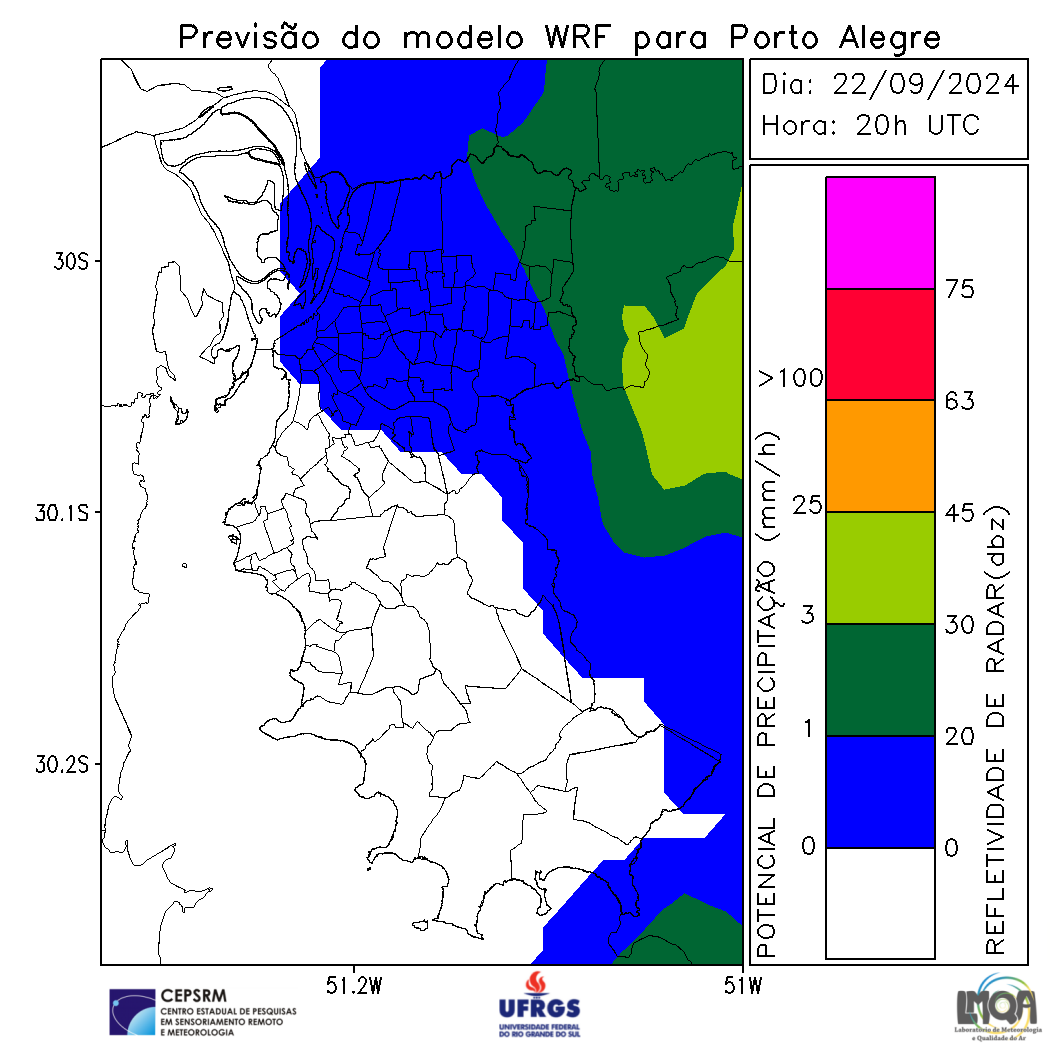 Previsão do modelo WRF para Porto Alegre
Dia: 22/09/2024
Hora: 20h UTC
30S
30.1S
30.2S
51.2W
51W
POTENCIAL DE PRECIPITAÇÃO (mm/h)
>100
25
3
1
0
75
63
45
30
20
0
REFLETIVIDADE DE RADAR(dbz)
CEPSRM
CENTRO ESTADUAL DE PESQUISAS
EM SENSORIAMENTO REMOTO
E METEOROLOGIA
UFRGS
UNIVERSIDADE FEDERAL
DO RIO GRANDE DO SUL
LMQA
Laboratório de Meteorologia
e Qualidade do Ar